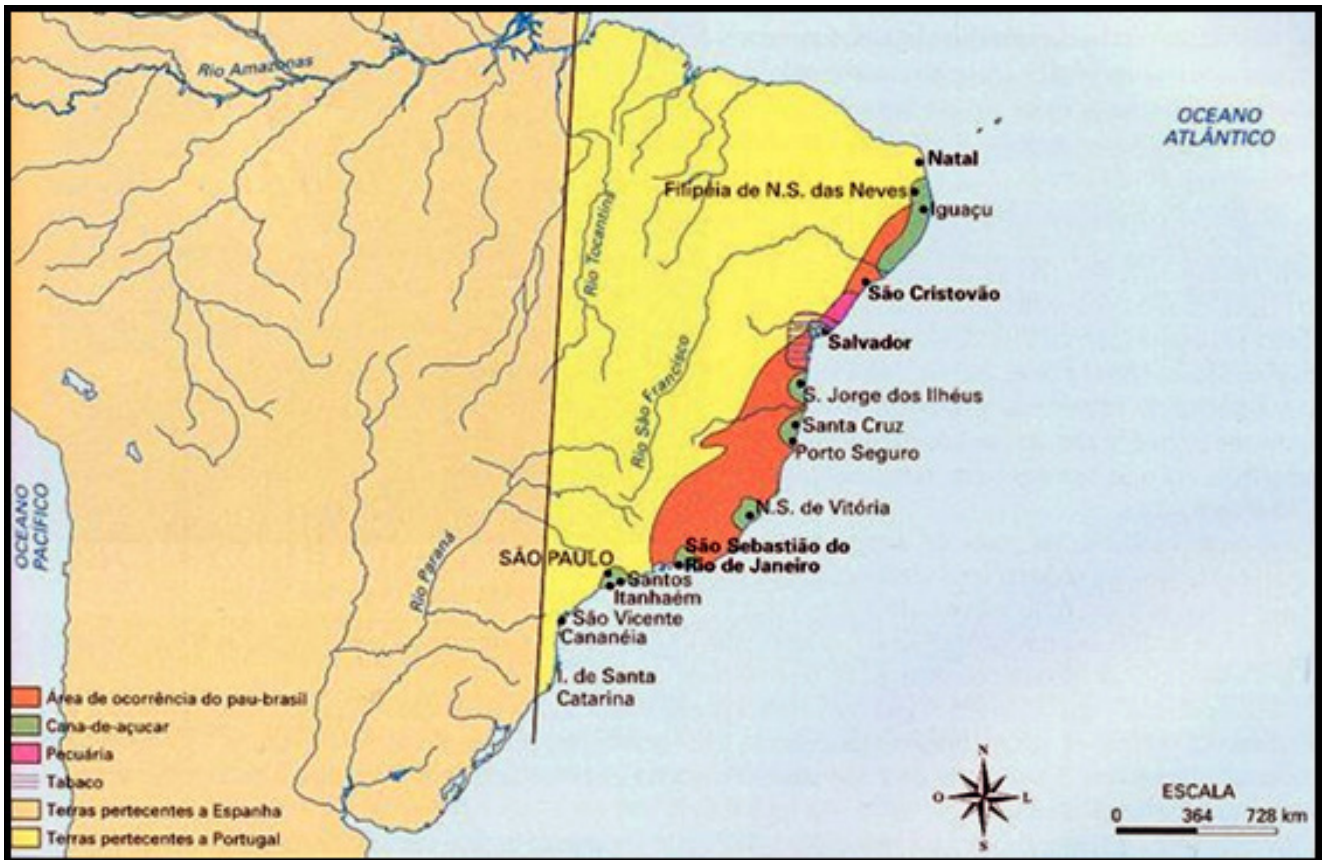 Rio Amazonas
OCEANO
ATLÂNTICO
Natal
Filipéia de N.S. das Neves
Iguaçu
Rio Tocantins
São Cristovão
Salvador
Rio São Francisco
S. Jorge dos Ilhéus
Santa Cruz
Porto Seguro
OCEANO
PACÍFICO
N.S. de Vitória
Rio Paraná
SÃO PAULO
São Sebastião do
Rio de Janeiro
Santos
Itanhaém
São Vicente
Cananéia
I. de Santa
Catarina
Área de ocorrência do pau-brasil
Cana-de-açucar
Pecuária
Tabaco
Terras pertecentes a Espanha
Terras pertecentes a Portugal
N
O
L
S
ESCALA
0 364 728 km